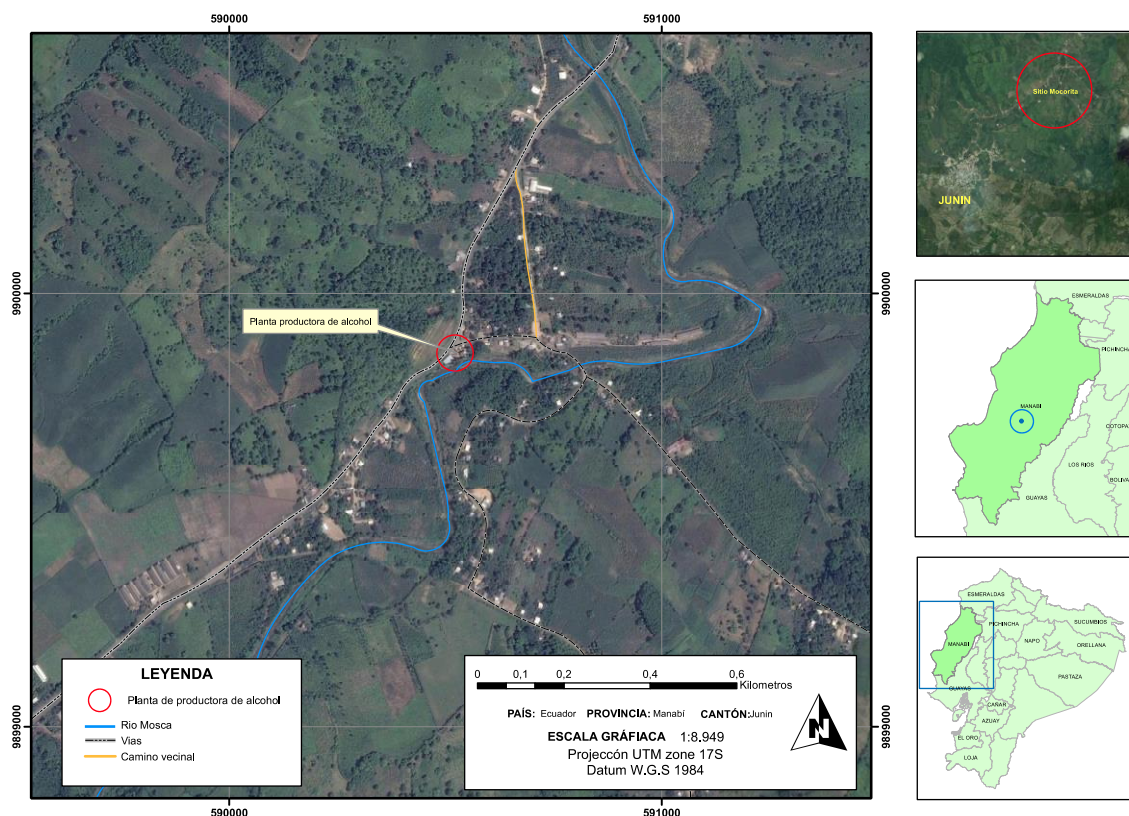 590000
591000
9900000
9900000
Planta productora de alcohol
9899000
9899000
LEYENDA
Planta de productora de alcohol
Rio Mosca
Vias
Camino vecinal
0 0,1 0,2 0,4 0,6
Kilometros
PAÍS: Ecuador PROVINCIA: Manabí CANTÓN: Junin
ESCALA GRÁFIACA 1:8.949
Projeccón UTM zone 17S
Datum W.G.S 1984
N
590000
591000
Sitio Mocorita
JUNIN
ESMERALDAS
PICHINCHA
MANABI
COTOPA
LOS RIOS
BOLIVA
GUAYAS
ESMERALDAS
PICHINCHA
SUCUMBIOS
NAPO
MANABI
ORELLANA
PASTAZA
GUAYAS
CAÑAR
AZUAY
EL ORO
LOJA